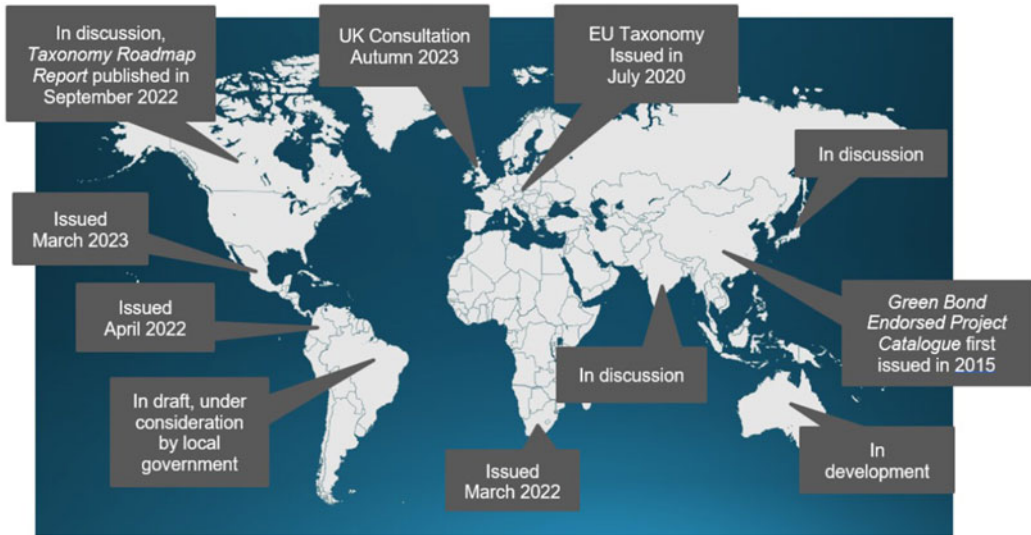 In discussion,
Taxonomy Roadmap
Report published in
September 2022
UK Consultation
Autumn 2023
EU Taxonomy
Issued in
July 2020
In discussion
Issued
March 2023
Issued
April 2022
Green Bond
Endorsed Project
Catalogue first
issued in 2015
In discussion
In draft, under
consideration
by local
government
In
development
Issued
March 2022